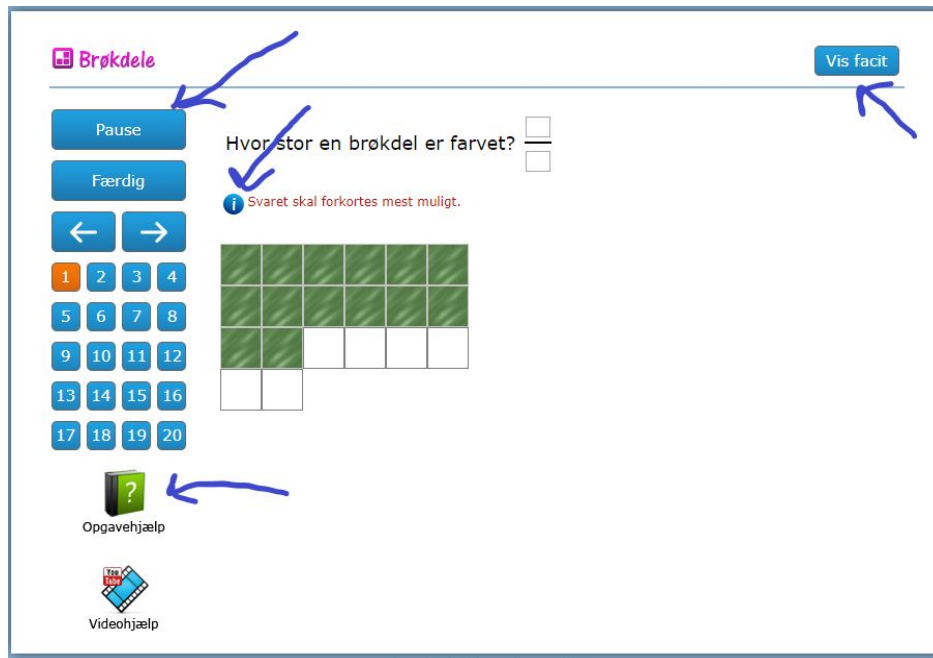 Brøkdele
Vis facit
Pause
Færdig
Hvor stor en brøkdel er farvet?
i Svaret skal forkortes mest muligt.
← →
1 2 3 4
5 6 7 8
9 10 11 12
13 14 15 16
17 18 19 20
?
Opgavehjælp
You Tube
Videohjælp